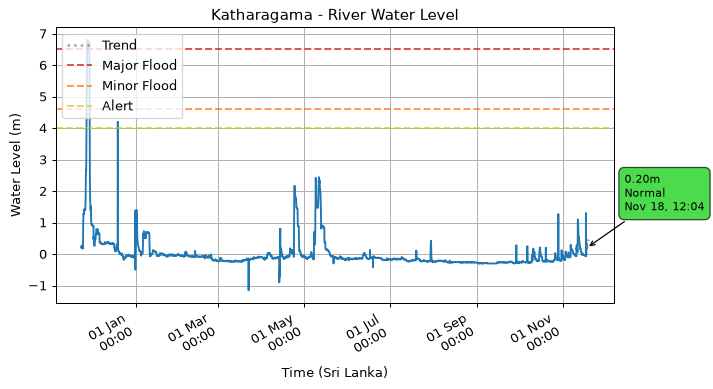 Katharagama - River Water Level
Water Level (m)
7
6
5
4
3
2
1
0
−1
Trend
Major Flood
Minor Flood
Alert
0.20m
Normal
Nov 18, 12:04
01 Jan
00:00
01 Mar
00:00
01 May
00:00
01 Jul
00:00
01 Sep
00:00
01 Nov
00:00
Time (Sri Lanka)